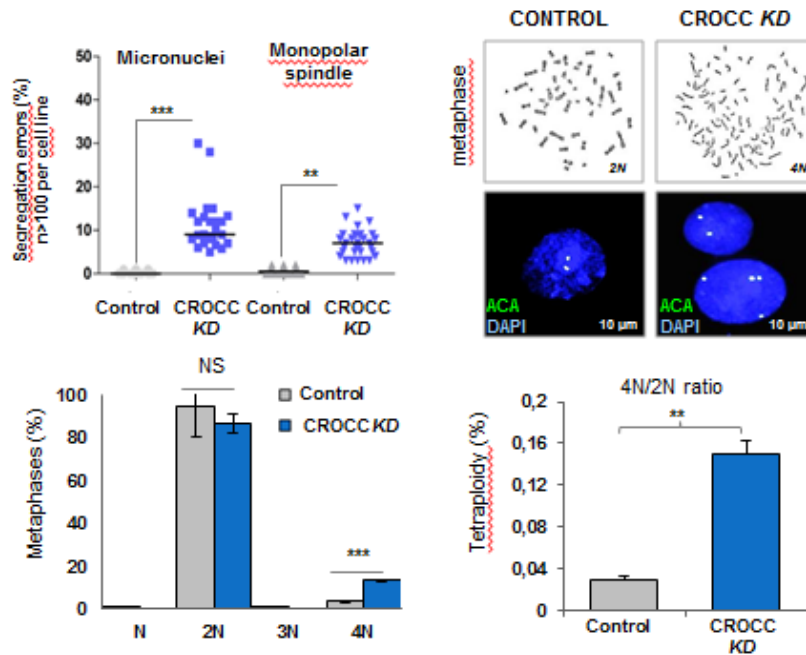 Micronuclei
Monopolar
spindle
Segregation errors (%)
n>100 per cell line
50
40
30
20
10
0
***
**
Control
CROCC
KD
Control
CROCC
KD
CONTROL
CROCC KD
metaphase
2N
4N
ACA
DAPI
10 µm
ACA
DAPI
10 µm
NS
Metaphases (%)
100
80
60
40
20
0
Control
CROCC KD
***
N
2N
3N
4N
4N/2N ratio
Tetraploidy (%)
0,2
0,16
0,12
0,08
0,04
0
**
Control
CROCC
KD